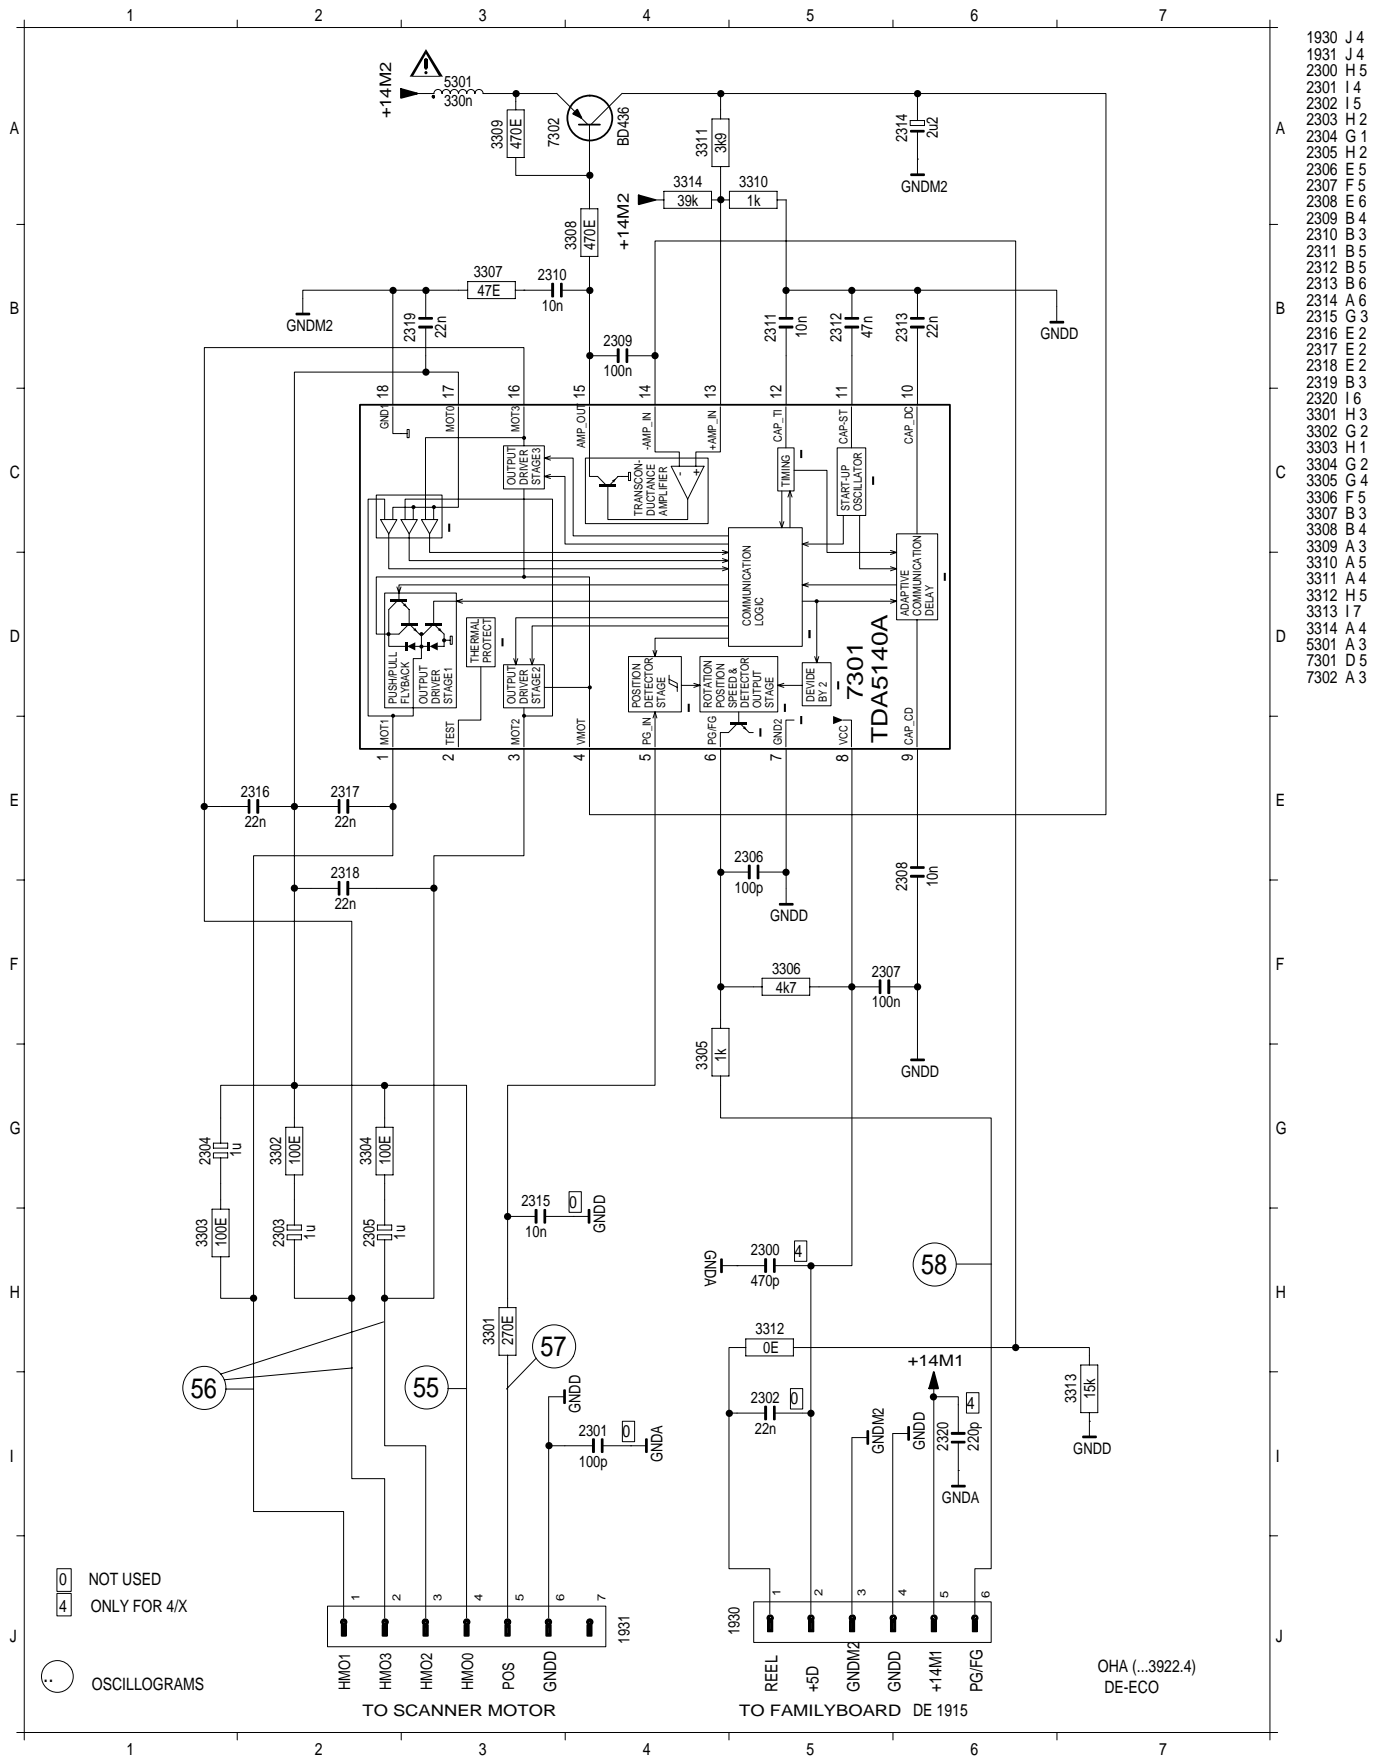 1 2 3 4 5 6 7
A
B
C
D
E
F
G
H
I
J
A
B
C
D
E
F
G
H
I
J
1 2 3 4 5 6 7
+14M2
5301
330n
3309
470E
7302
BD436
3311
3k9
2314
2u2
GNDM2
3314
39k
3310
1k
+14M2
3308
470E
3307
47E
2310
10n
GNDM2
2319
22n
2309
100n
2311
10n
2312
47n
2313
22n
GNDD
18
17
16
15
14
13
12
11
10
GND1
MOT0
MOT3
AMP_OUT
-AMP_IN
+AMP_IN
CAP_TI
CAP-ST
CAP_DC
OUTPUT
DRIVER
STAGE3
TRANSCON-
DUCTANCE
AMPLIFIER
- +
TIMING
START-UP
OSCILLATOR
COMMUNICATION
LOGIC
ADAPTIVE
COMMUNICATION
DELAY
PUSH/PULL
FLYBACK
OUTPUT
DRIVER
STAGE1
THERMAL
PROTECT
OUTPUT
DRIVER
STAGE2
POSITION
DETECTOR
STAGE
ROTATION
POSITION
SPEED &
DETECTOR
OUTPUT
STAGE
DEVIDE
BY 2
7301
TDA5140A
MOT1
TEST
MOT2
VMOT
PG_IN
PG/FG
GND2
VCC
CAP_CD
1
2
3
4
5
6
7
8
9
2316
22n
2317
22n
2318
22n
2306
100p
GNDD
2308
10n
3306
4k7
2307
100n
3305
1k
GNDD
2304
1u
3302
100E
3304
100E
3303
100E
2303
1u
2305
1u
2315
10n
0
GNDD
GNDA
2300
470p
4
58
3301
270E
57
3312
0E
+14M1
56
55
GNDD
2301
100p
0
GNDA
2302
22n
0
GNDM2
GNDD
2320
220p
4
GNDA
3313
15k
GNDD
0 NOT USED
4 ONLY FOR 4/X
.. OSCILLOGRAMS
1 2 3 4 5 6 7
1931
HMO1
HMO3
HMO2
HMO0
POS
GNDD
TO SCANNER MOTOR
1930
1 2 3 4 5 6
REEL
+5D
GNDM2
GNDD
+14M1
PG/FG
TO FAMILYBOARD DE 1915
OHA (...3922.4)
DE-ECO
1930 J 4
1931 J 4
2300 H 5
2301 I 4
2302 I 5
2303 H 2
2304 G 1
2305 H 2
2306 E 5
2307 F 5
2308 E 6
2309 B 4
2310 B 3
2311 B 5
2312 B 5
2313 B 6
2314 A 6
2315 G 3
2316 E 2
2317 E 2
2318 E 2
2319 B 3
2320 I 6
3301 H 3
3302 G 2
3303 H 1
3304 G 2
3305 G 4
3306 F 5
3307 B 3
3308 B 4
3309 A 3
3310 A 5
3311 A 4
3312 H 5
3313 I 7
3314 A 4
5301 A 3
7301 D 5
7302 A 3